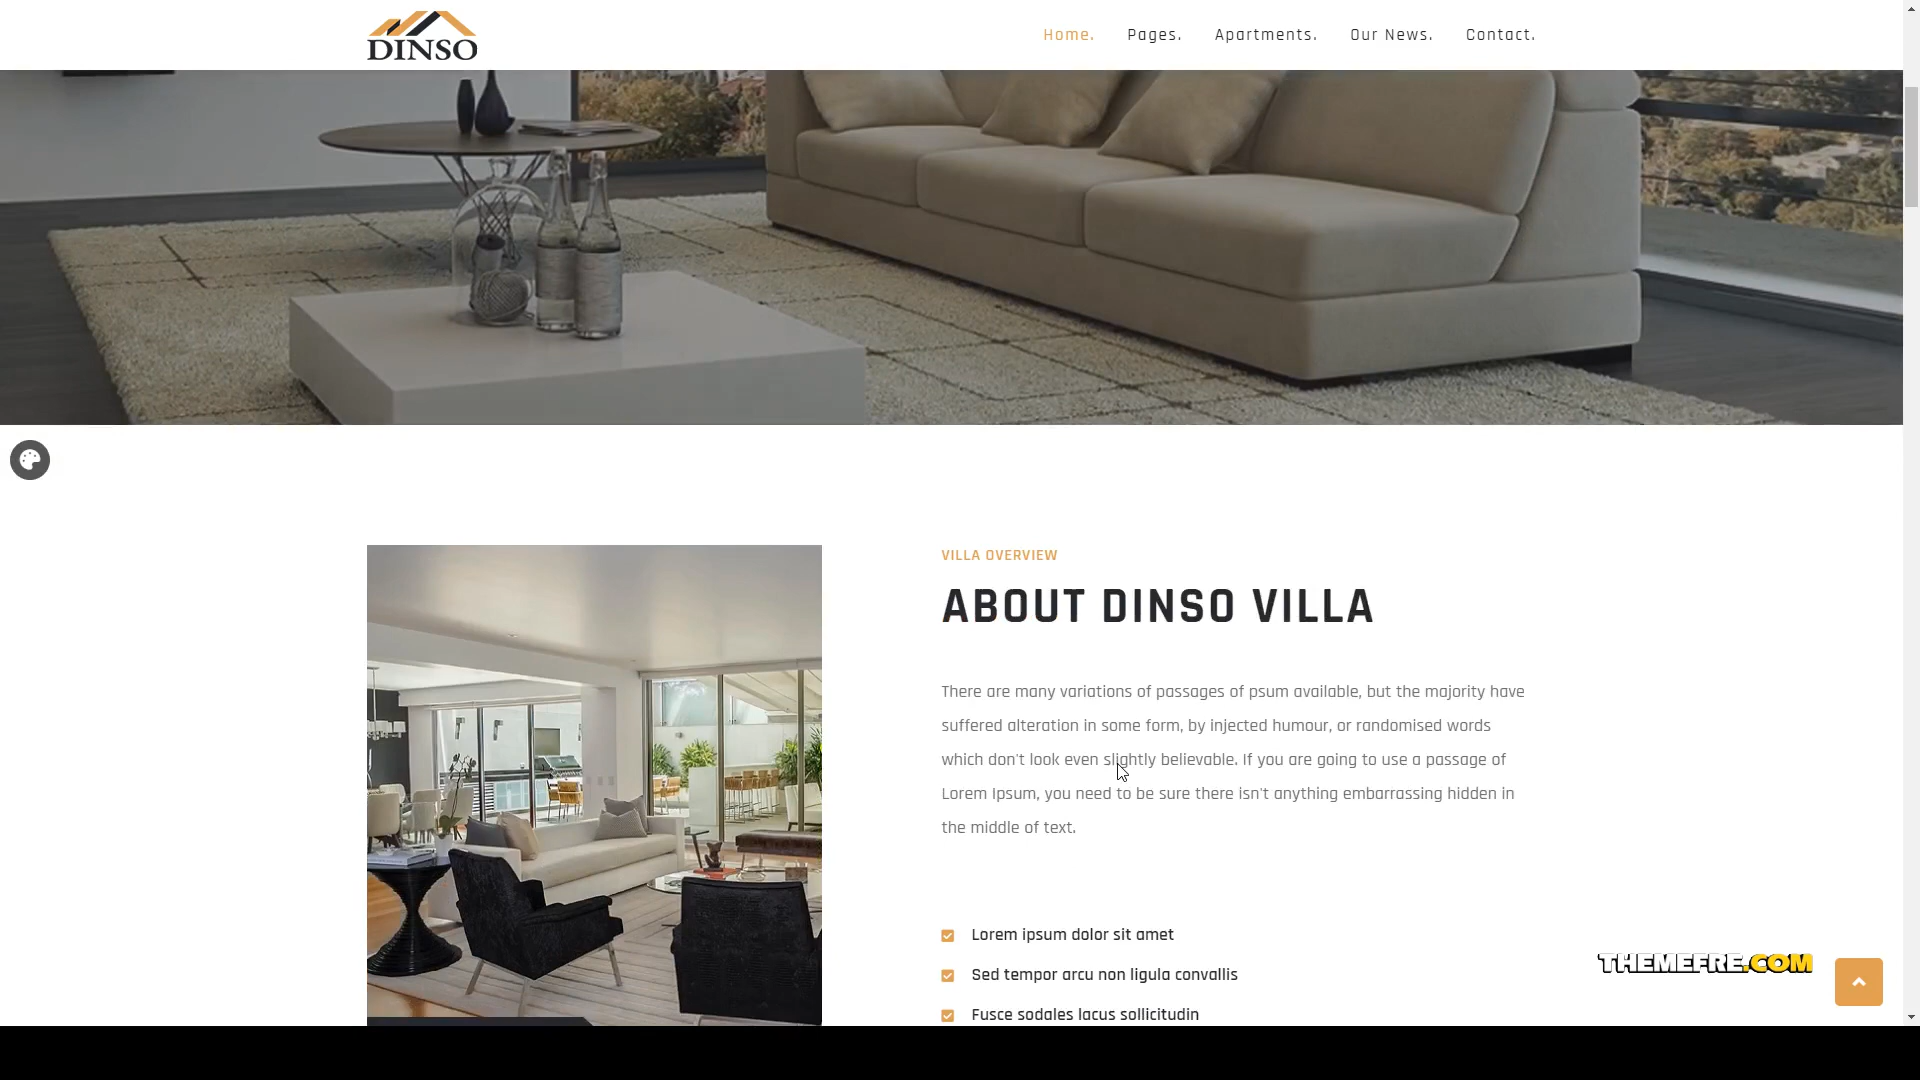 DINSO
Home. Pages. Apartments. Our News. Contact.
VILLA OVERVIEW
ABOUT DINSO VILLA
There are many variations of passages of psum available, but the majority have
suffered alteration in some form, by injected humour, or randomised words
which don't look even slightly believable. If you are going to use a passage of
Lorem Ipsum, you need to be sure there isn't anything embarrassing hidden in
the middle of text.
Lorem ipsum dolor sit amet
Sed tempor arcu non ligula convallis
Fusce sodales lacus sollicitudin
THEMEFRE.COM